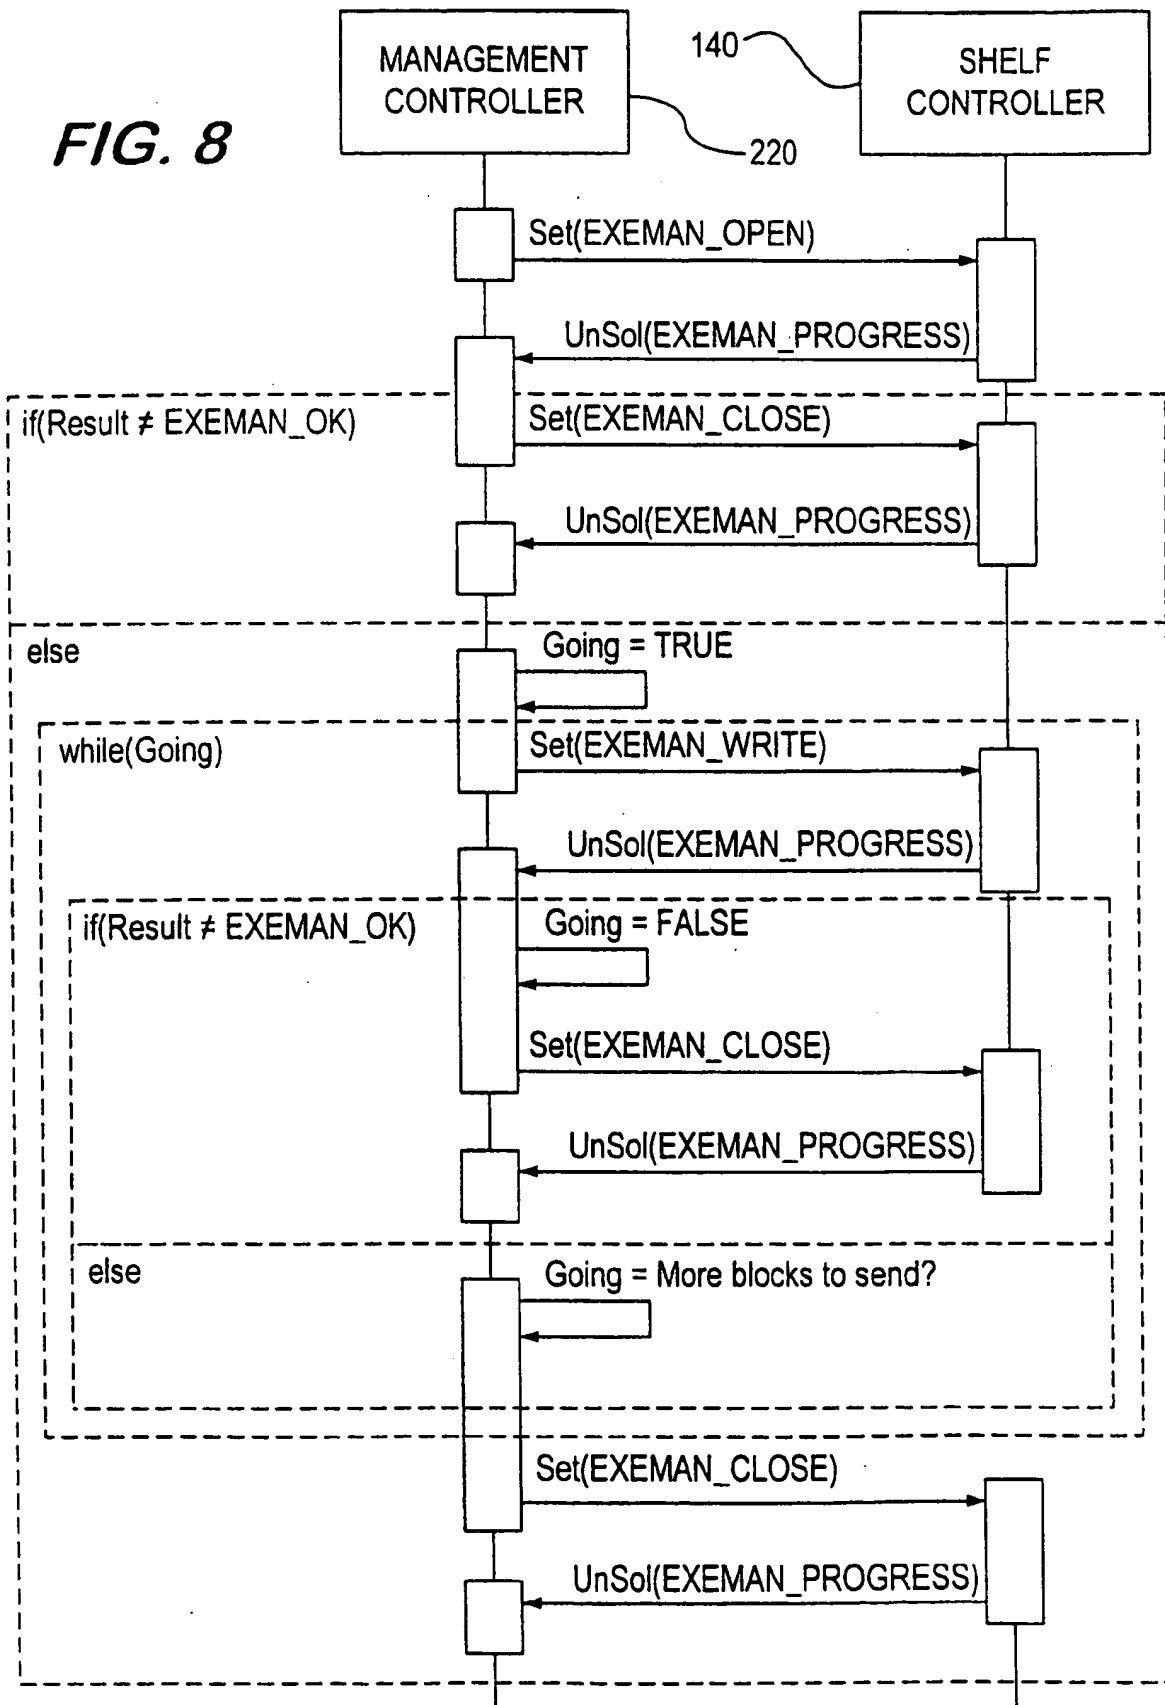 FIG. 8
MANAGEMENT
CONTROLLER
220
140
SHELF
CONTROLLER
Set(EXEMAN_OPEN)
UnSol(EXEMAN_PROGRESS)
if(Result ≠ EXEMAN_OK)
Set(EXEMAN_CLOSE)
UnSol(EXEMAN_PROGRESS)
else
Going = TRUE
while(Going)
Set(EXEMAN_WRITE)
UnSol(EXEMAN_PROGRESS)
if(Result ≠ EXEMAN_OK)
Going = FALSE
Set(EXEMAN_CLOSE)
UnSol(EXEMAN_PROGRESS)
else
Going = More blocks to send?
Set(EXEMAN_CLOSE)
UnSol(EXEMAN_PROGRESS)